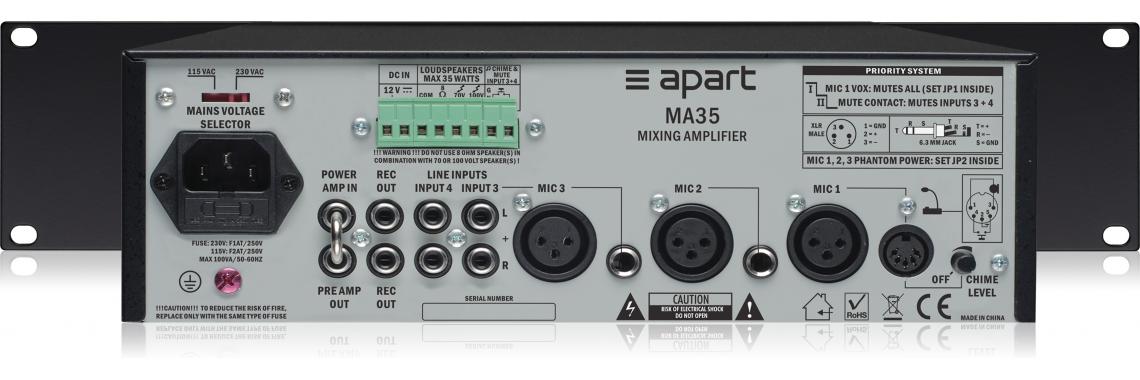 115 VAC 230 VAC
MAINS VOLTAGE
SELECTOR
FUSE: 230V: F1AT/250V
115V: F2AT/250V
MAX 100VA/50-60HZ
!!!CAUTION!!! TO REDUCE THE RISK OF FIRE,
REPLACE ONLY WITH THE SAME TYPE OF FUSE
DC IN
12 V
LOUDSPEAKERS
MAX 35 WATTS
COM 8 Ω 70V 100V
CHIME &
MUTE
INPUT 3+4
G
!!! WARNING !!! DO NOT USE 8 OHM SPEAKER(S) IN
COMBINATION WITH 70 OR 100 VOLT SPEAKER(S) !
POWER
AMP IN
REC
OUT
LINE INPUTS
INPUT 4 INPUT 3
L
+
R
PRE AMP
OUT
REC
OUT
SERIAL NUMBER
apart
MA35
MIXING AMPLIFIER
MIC 3
MIC 2
MIC 1
CAUTION
RISK OF ELECTRICAL SHOCK
DO NOT OPEN
PRIORITY SYSTEM
I MIC 1 VOX: MUTES ALL (SET JP1 INSIDE)
II MUTE CONTACT: MUTES INPUTS 3 + 4
XLR
MALE
3
2 1
1 = GND
2 = +
3 = –
T R S
T R S
6.3 MM JACK
T = +
R = –
S = GND
MIC 1, 2, 3 PHANTOM POWER: SET JP2 INSIDE
OFF
CHIME
LEVEL
RoHS
CE
MADE IN CHINA